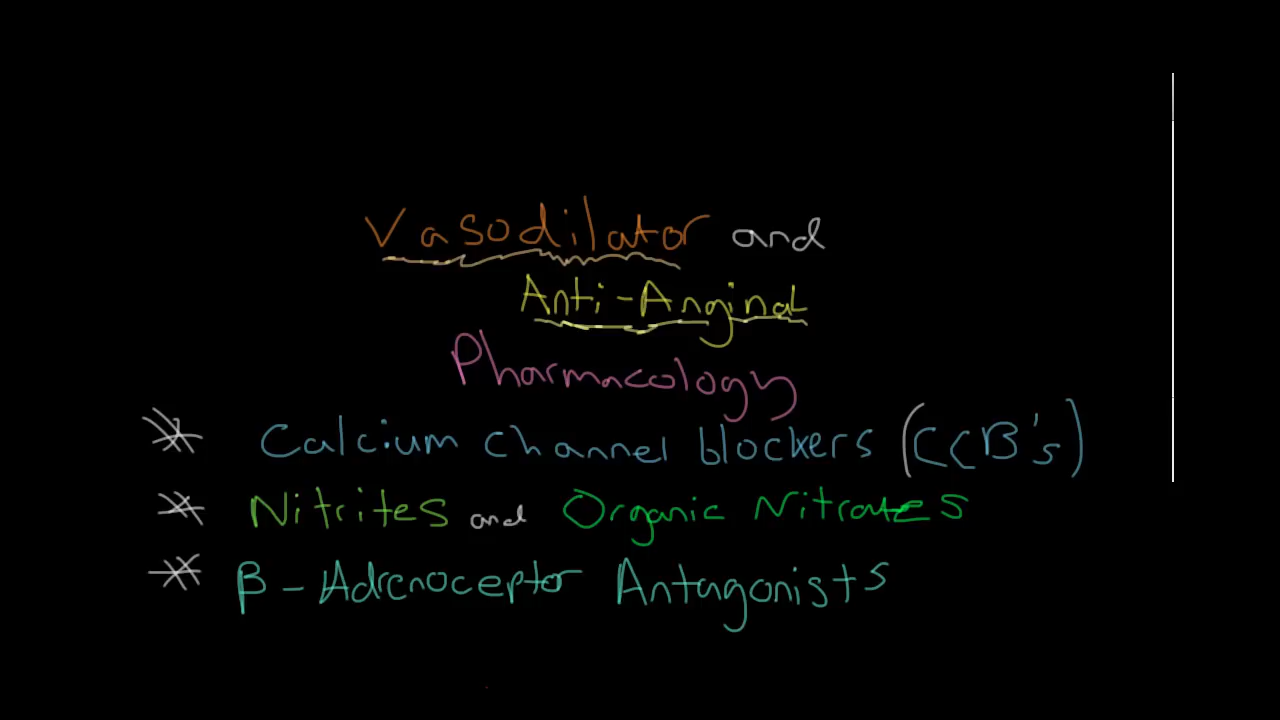 Vasodilator and
Anti-Anginal
Pharmacology
* Calcium channel blockers (CCB's)
* Nitrites and Organic Nitrates
* β-Adrenoceptor Antagonists